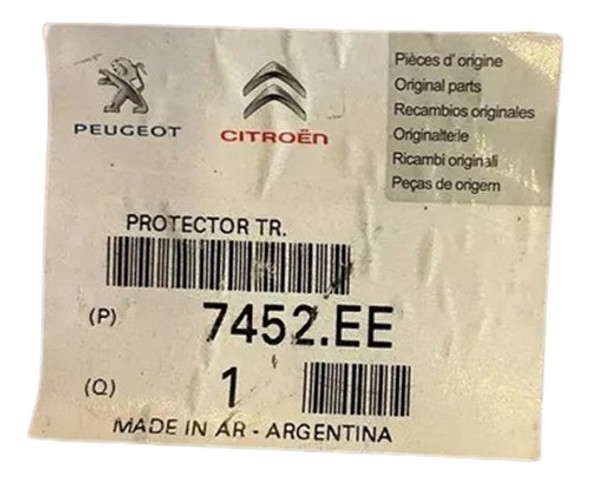 PEUGEOT
CITROËN
Pièces d'origine
Original parts
Recambios originales
Originalteile
Ricambi originali
Peças de origem
PROTECTOR TR.
(P) 7452.EE
(Q) 1
MADE IN AR - ARGENTINA